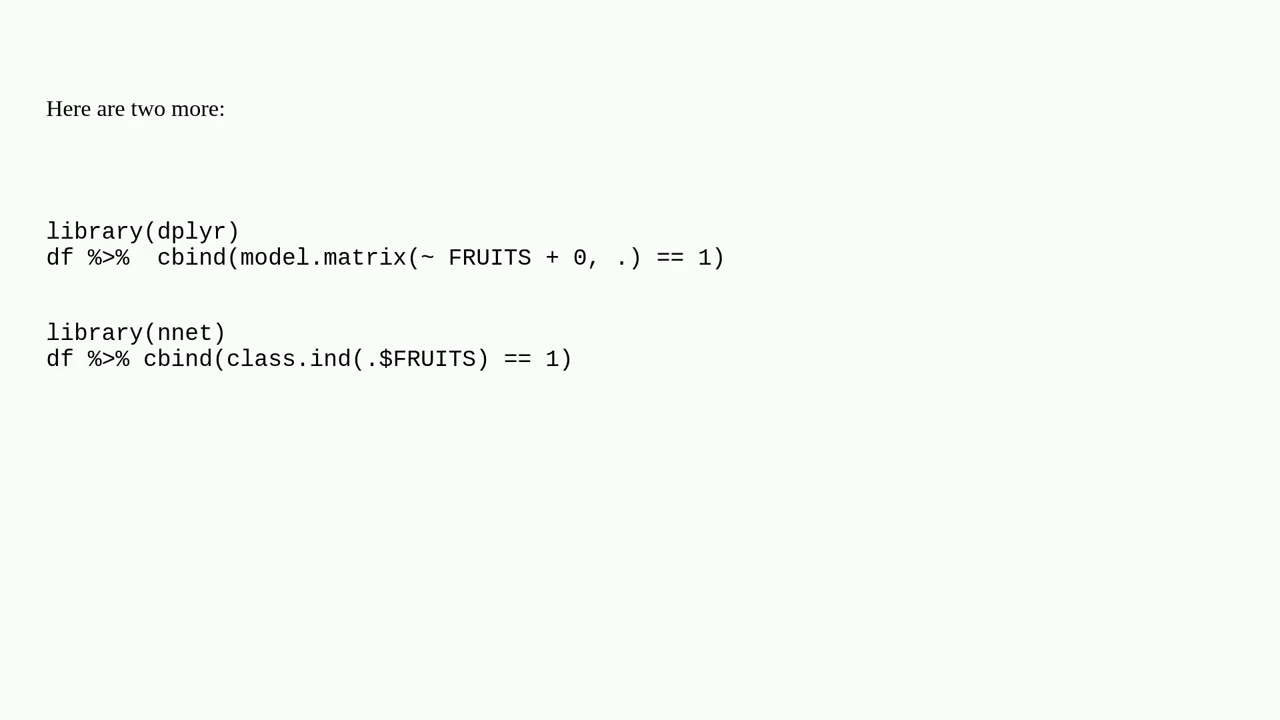 Here are two more:
library(dplyr)
df %>%  cbind(model.matrix(~ FRUITS + 0, .) == 1)
library(nnet)
df %>% cbind(class.ind(.$FRUITS) == 1)